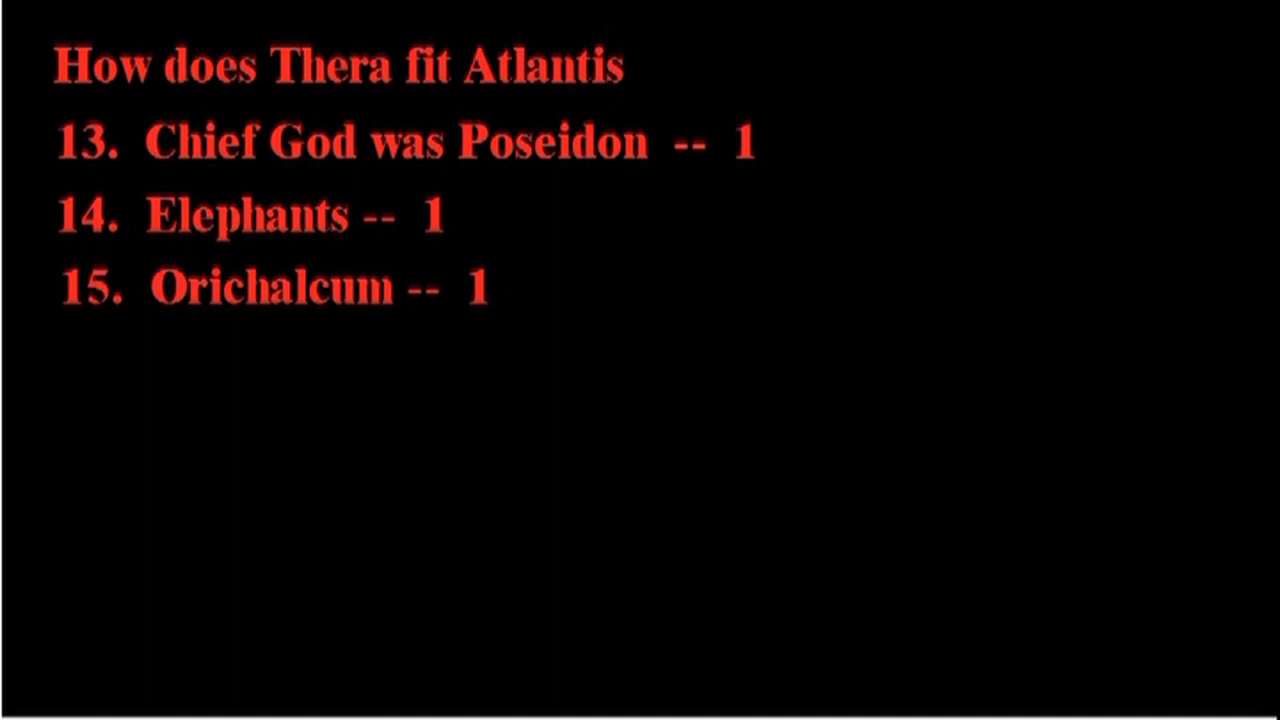 How does Thera fit Atlantis
13. Chief God was Poseidon -- 1
14. Elephants -- 1
15. Orichalcum -- 1